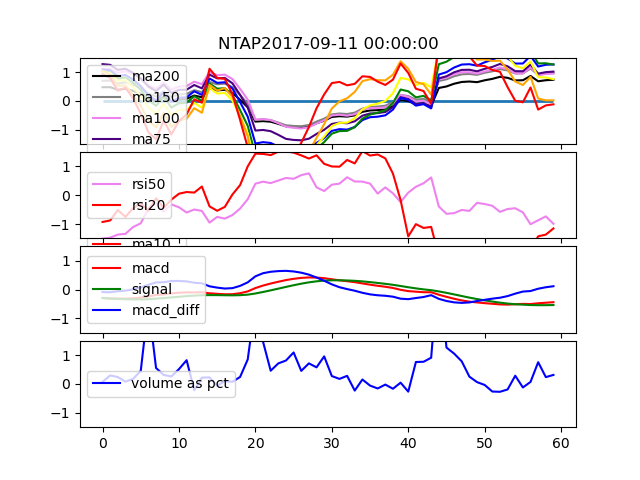 NTAP2017-09-11 00:00:00
1
0
−1
ma200
ma150
ma100
ma75
1
0
−1
rsi50
rsi20
ma10
1
0
−1
macd
signal
macd_diff
1
0
−1
volume as pct
0 10 20 30 40 50 60